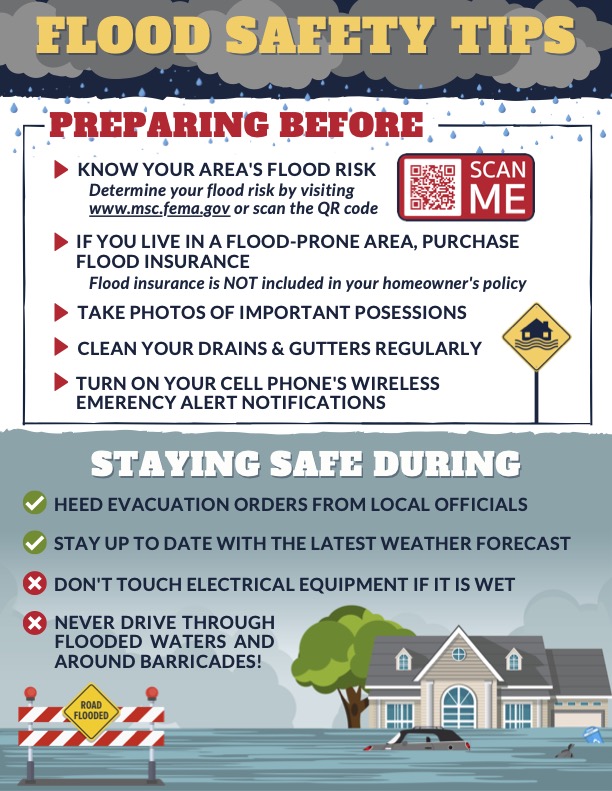 FLOOD SAFETY TIPS
PREPARING BEFORE
KNOW YOUR AREA'S FLOOD RISK
Determine your flood risk by visiting
www.msc.fema.gov or scan the QR code
SCAN
ME
IF YOU LIVE IN A FLOOD-PRONE AREA, PURCHASE
FLOOD INSURANCE
Flood insurance is NOT included in your homeowner's policy
TAKE PHOTOS OF IMPORTANT POSESSIONS
CLEAN YOUR DRAINS & GUTTERS REGULARLY
TURN ON YOUR CELL PHONE'S WIRELESS
EMERENCY ALERT NOTIFICATIONS
STAYING SAFE DURING
HEED EVACUATION ORDERS FROM LOCAL OFFICIALS
STAY UP TO DATE WITH THE LATEST WEATHER FORECAST
DON'T TOUCH ELECTRICAL EQUIPMENT IF IT IS WET
NEVER DRIVE THROUGH
FLOODED WATERS AND
AROUND BARRICADES!
ROAD
FLOODED